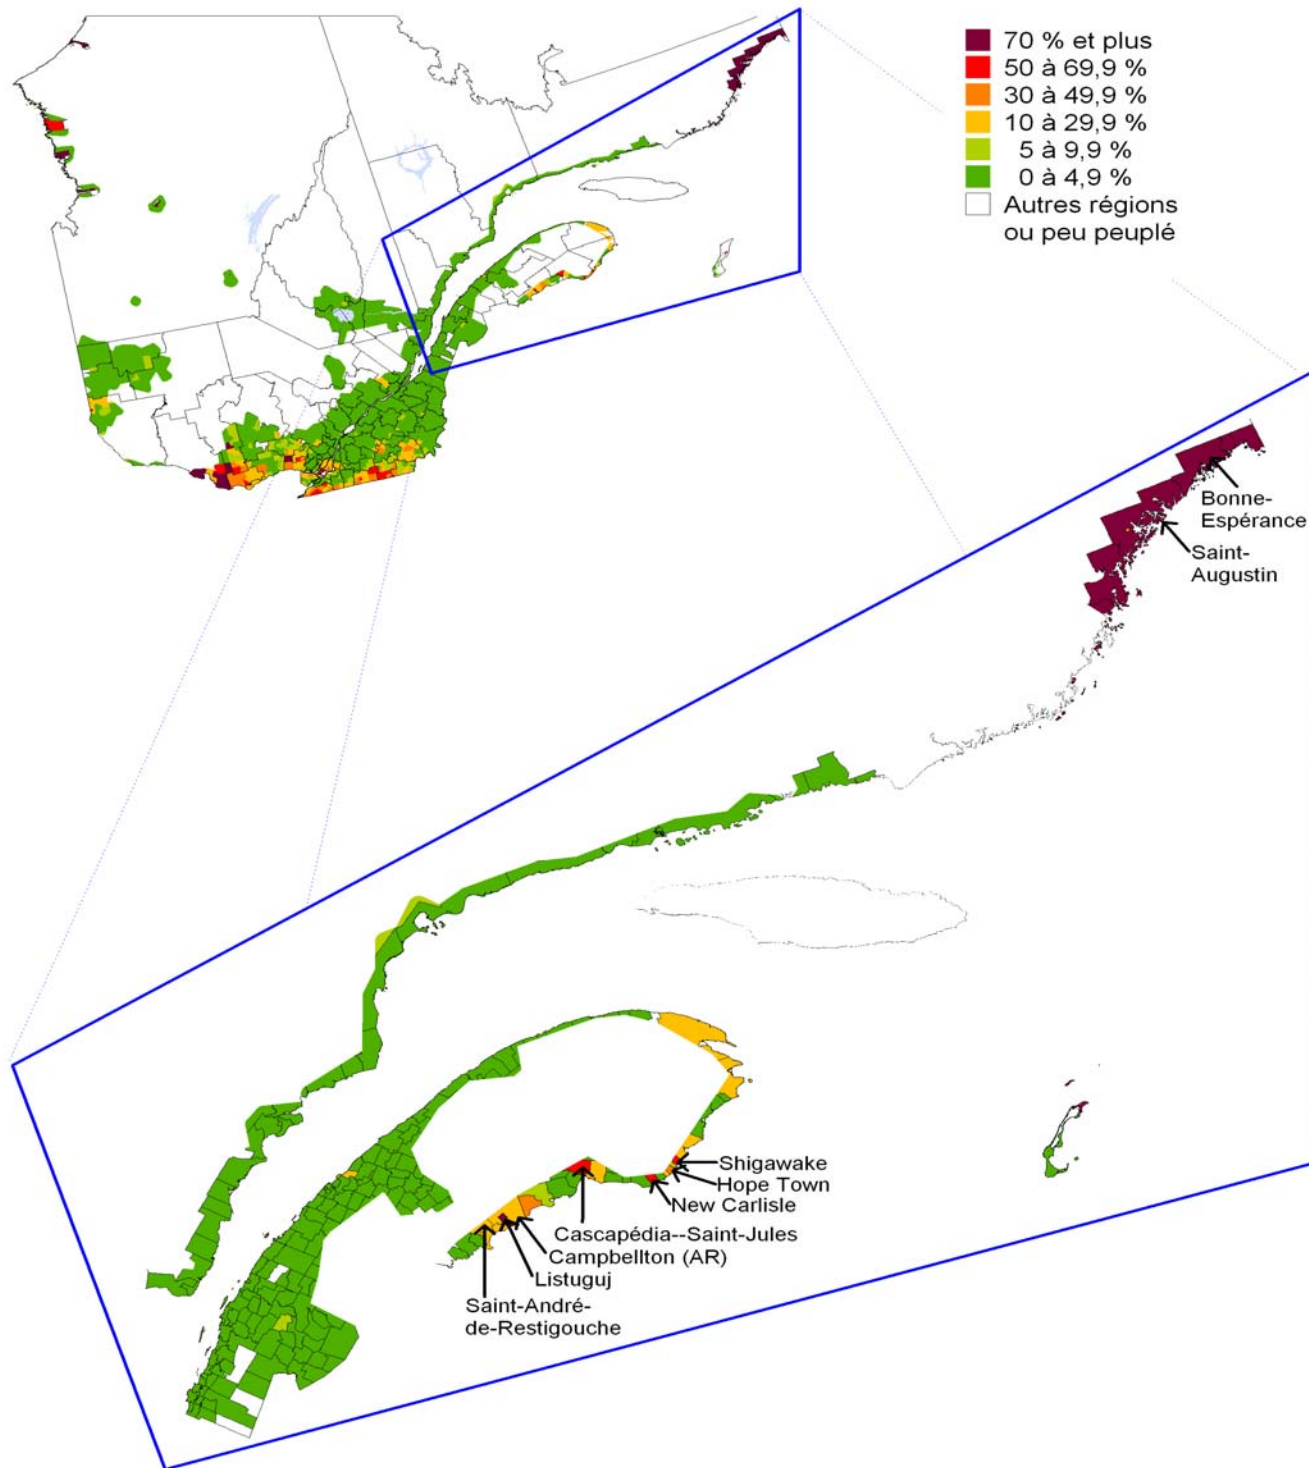 70 % et plus
50 à 69,9 %
30 à 49,9 %
10 à 29,9 %
5 à 9,9 %
0 à 4,9 %
Autres régions
ou peu peuplé
Bonne-
Espérance
Saint-
Augustin
Shigawake
Hope Town
New Carlisle
Cascapédia--Saint-Jules
Campbellton (AR)
Listuguj
Saint-André-
de-Restigouche